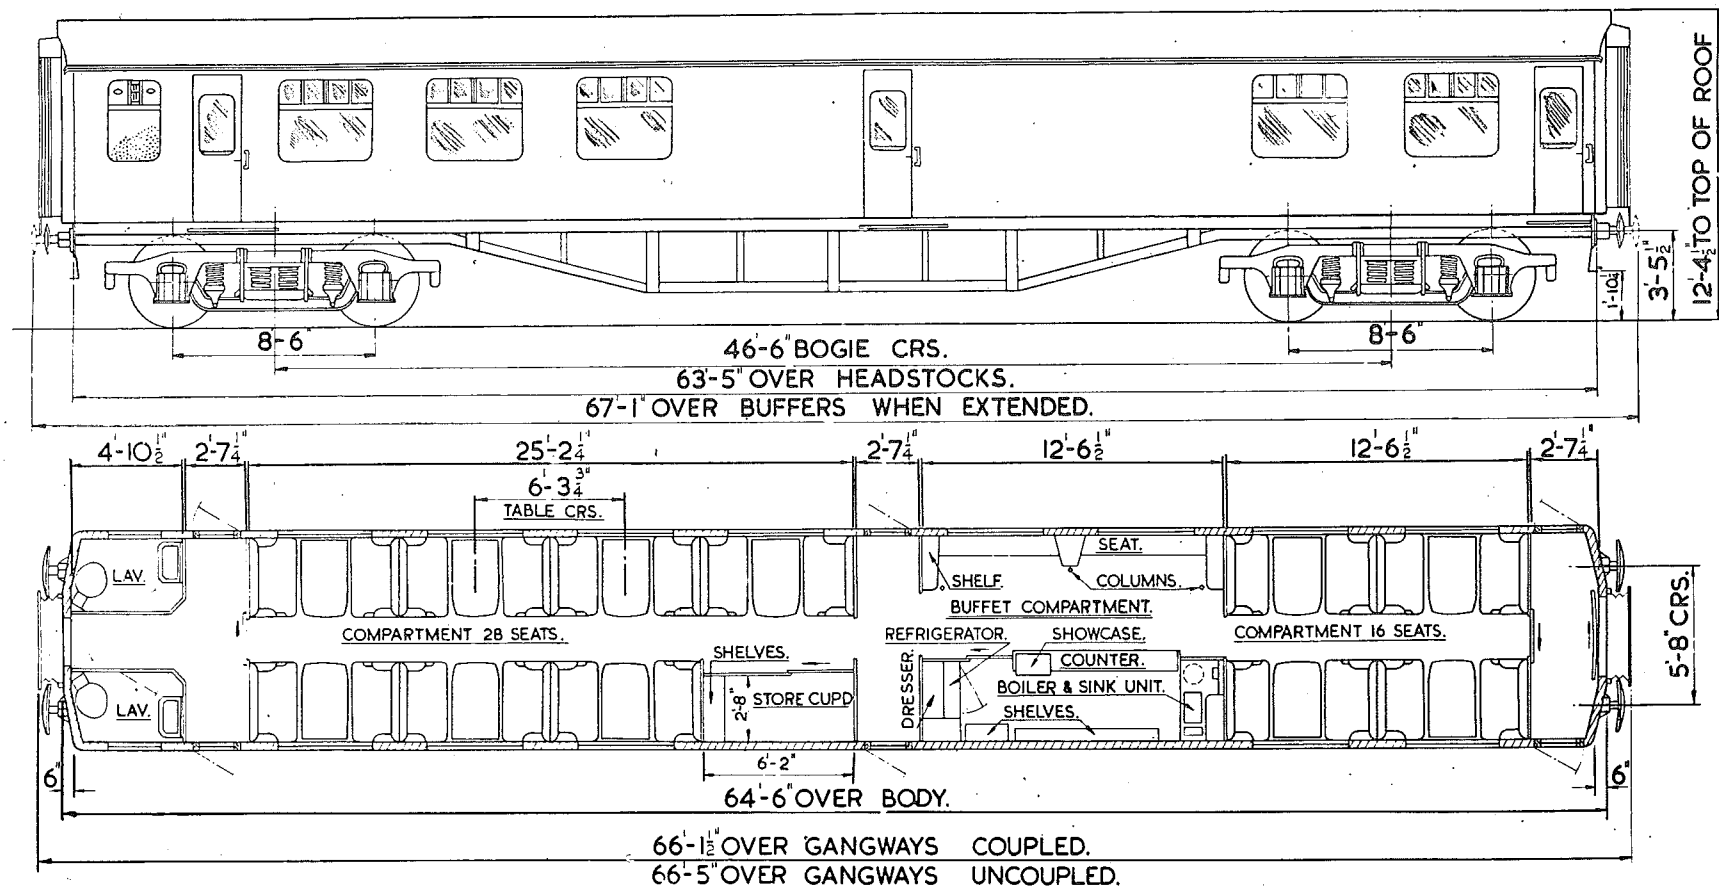 12'-4½" TO TOP OF ROOF
3'-5½"
1'-10¼"
8'-6"
8'-6"
46'-6" BOGIE CRS.
63'-5" OVER HEADSTOCKS.
67'-1" OVER BUFFERS WHEN EXTENDED.
4'-10½" 2'-7¼" 25'-2¼" 2'-7¼" 12'-6½" 12'-6½" 2'-7¼"
6'-3¾"
TABLE CRS.
LAV.
SEAT.
SHELF.
COLUMNS.
BUFFET COMPARTMENT.
COMPARTMENT 28 SEATS.
REFRIGERATOR.
SHOWCASE.
COMPARTMENT 16 SEATS.
5'-8" CRS.
SHELVES.
COUNTER.
DRESSER.
BOILER & SINK UNIT.
2'-8"
STORE CUPD
LAV.
SHELVES.
6'-2"
6"
6"
64'-6" OVER BODY.
66'-1½" OVER GANGWAYS COUPLED.
66'-5" OVER GANGWAYS UNCOUPLED.